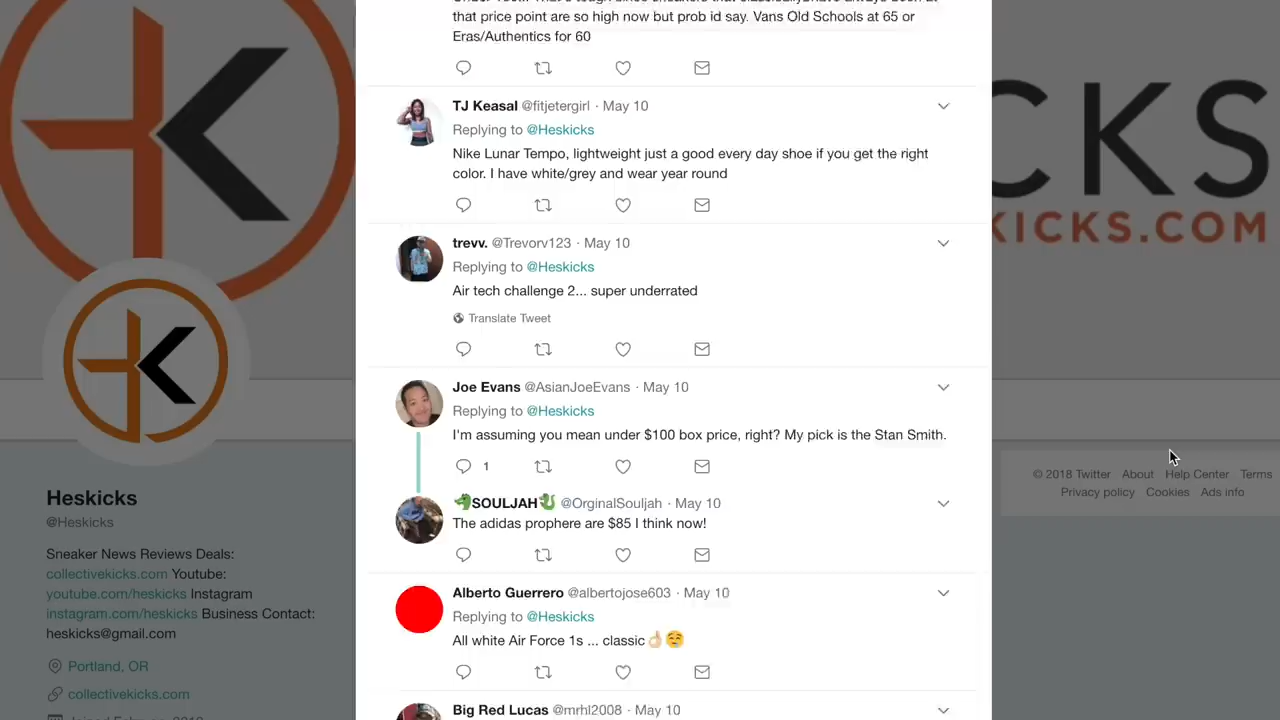 that price point are so high now but prob id say. Vans Old Schools at 65 or
Eras/Authentics for 60
TJ Keasal @fitjetergirl · May 10
Replying to @Heskicks
Nike Lunar Tempo, lightweight just a good every day shoe if you get the right
color. I have white/grey and wear year round
trevv. @Trevorv123 · May 10
Replying to @Heskicks
Air tech challenge 2... super underrated
Translate Tweet
Joe Evans @AsianJoeEvans · May 10
Replying to @Heskicks
I'm assuming you mean under $100 box price, right? My pick is the Stan Smith.
1
🐲SOULJAH🐍 @OrginalSouljah · May 10
The adidas prophere are $85 I think now!
Alberto Guerrero @albertojose603 · May 10
Replying to @Heskicks
All white Air Force 1s ... classic👌🏼😌
Big Red Lucas @mrhl2008 · May 10
Heskicks
@Heskicks
Sneaker News Reviews Deals:
collectivekicks.com Youtube:
youtube.com/heskicks Instagram
instagram.com/heskicks Business Contact:
heskicks@gmail.com
Portland, OR
collectivekicks.com
CKS
KICKS.COM
© 2018 Twitter About Help Center Terms
Privacy policy Cookies Ads info